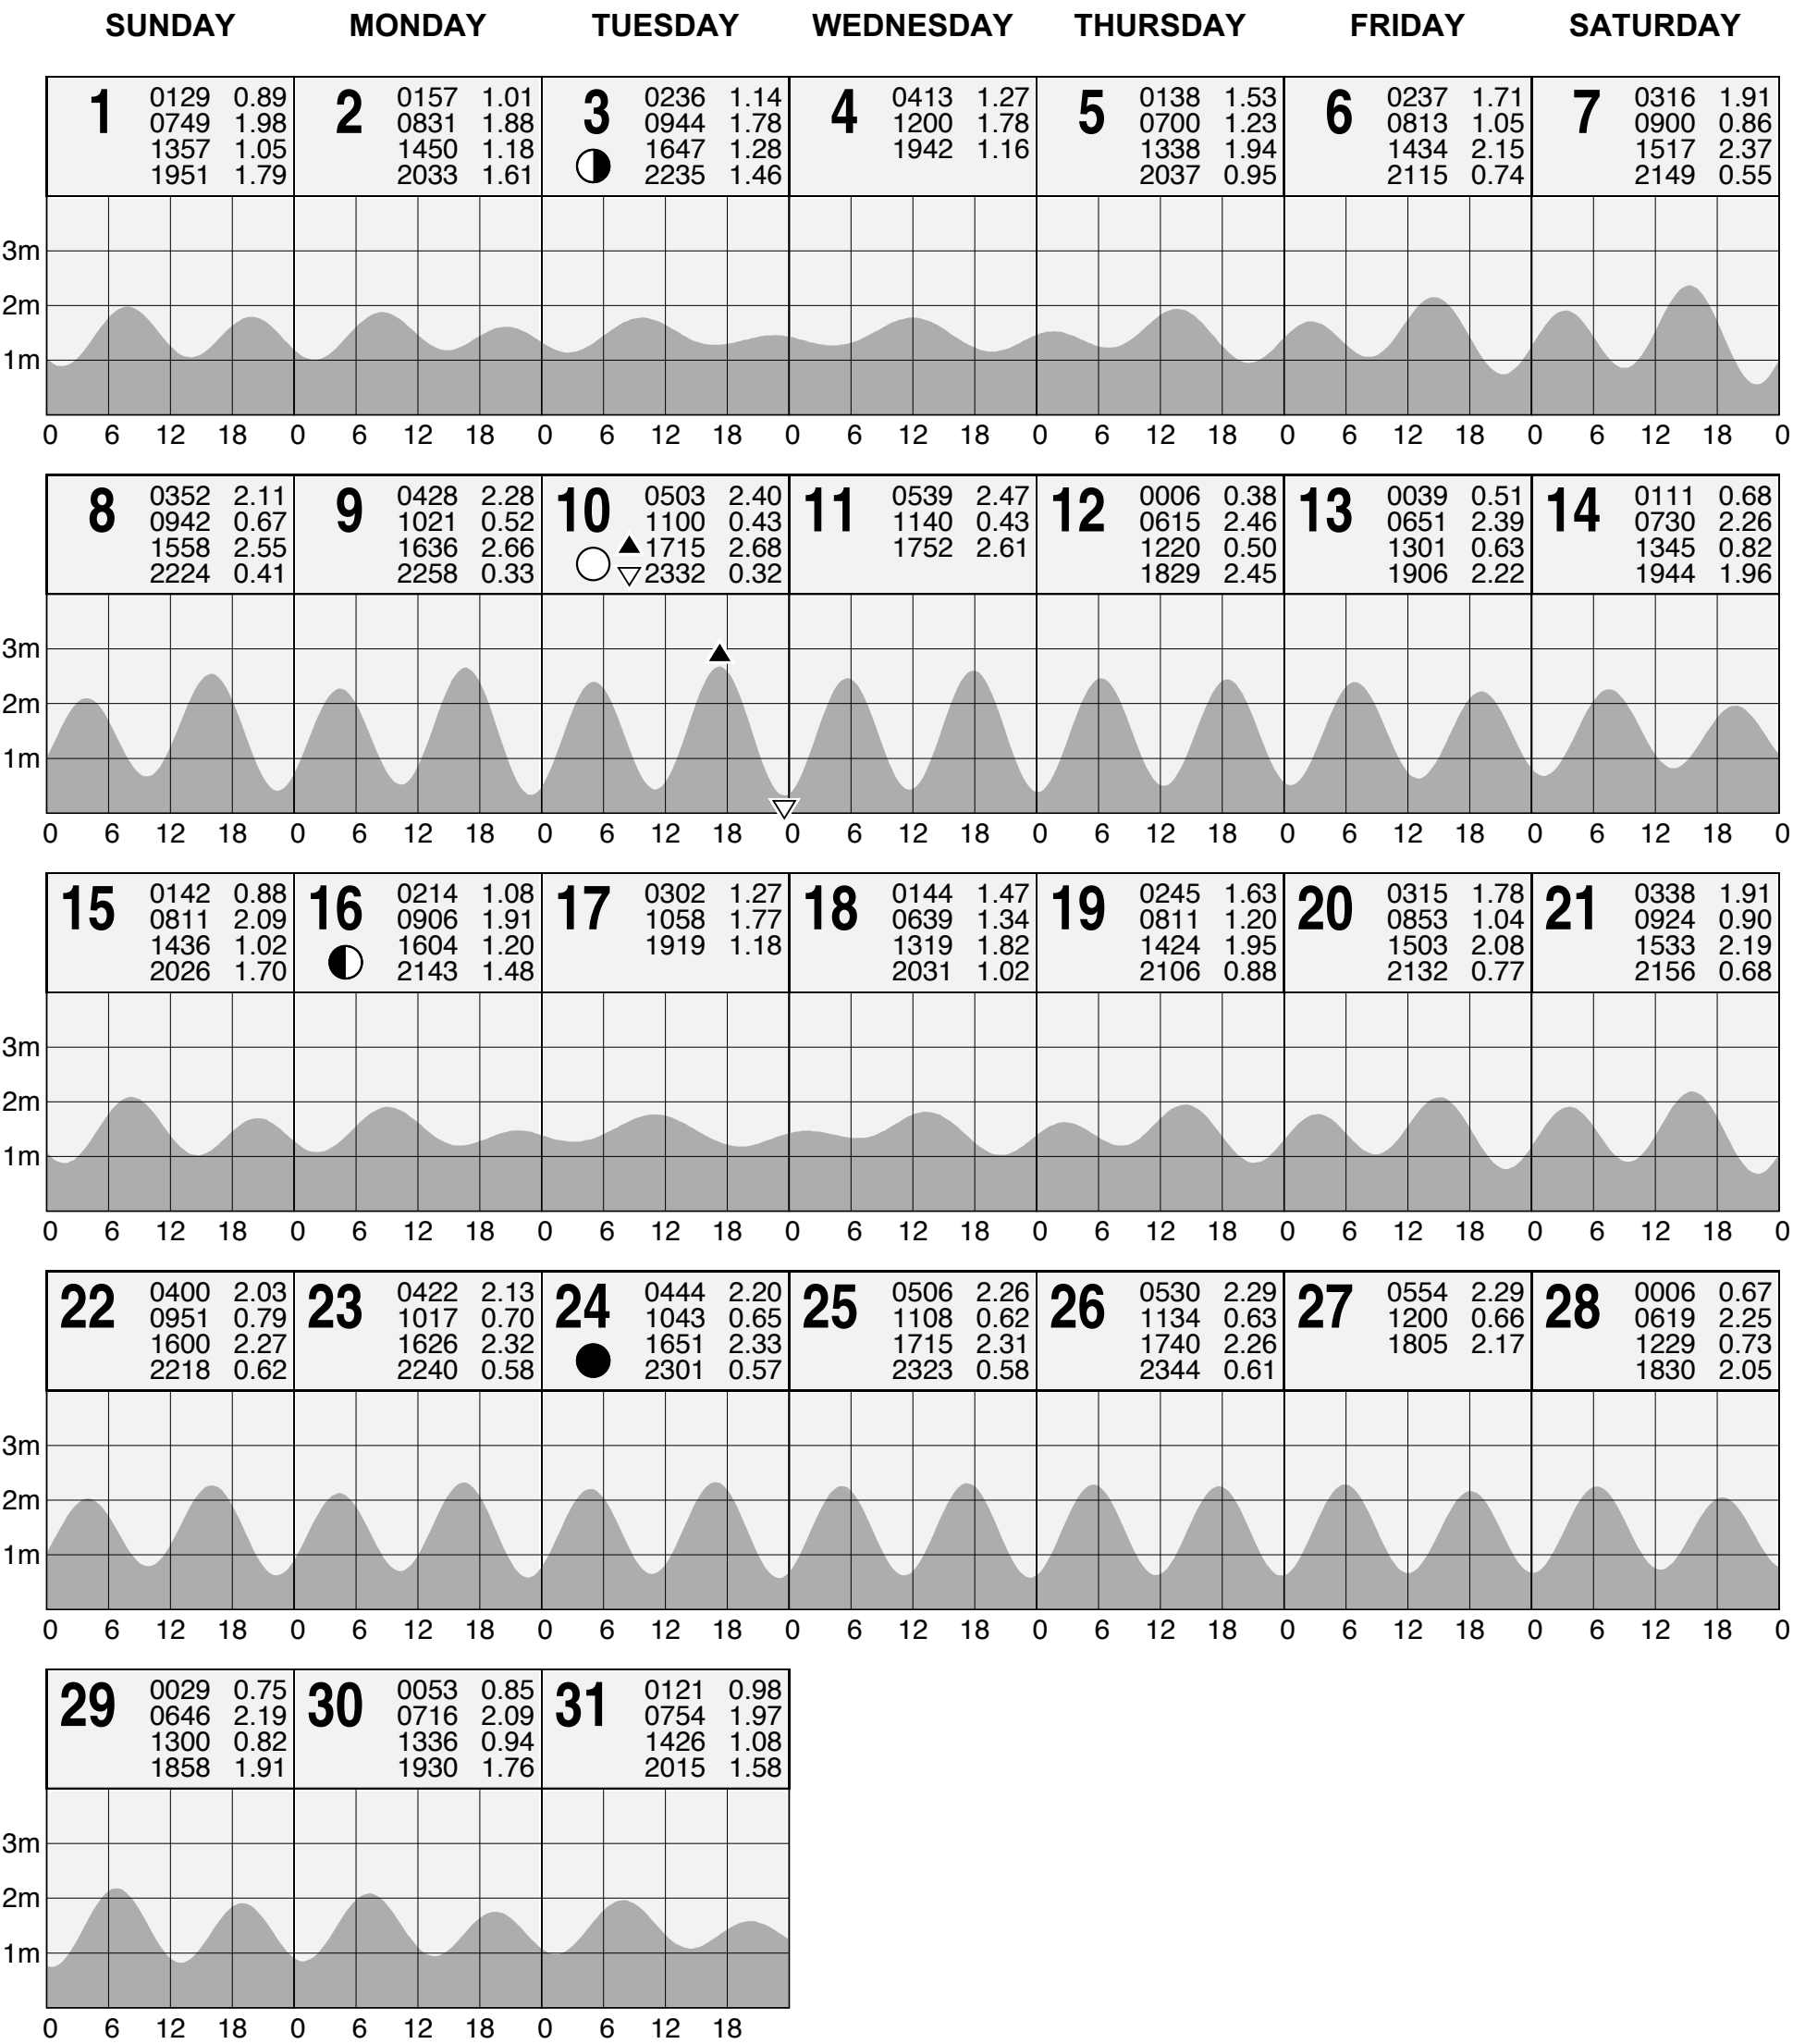 SUNDAY MONDAY TUESDAY WEDNESDAY THURSDAY FRIDAY SATURDAY
1 0129 0.89
0749 1.98
1357 1.05
1951 1.79
2 0157 1.01
0831 1.88
1450 1.18
2033 1.61
3 0236 1.14
0944 1.78
1647 1.28
2235 1.46
4 0413 1.27
1200 1.78
1942 1.16
5 0138 1.53
0700 1.23
1338 1.94
2037 0.95
6 0237 1.71
0813 1.05
1434 2.15
2115 0.74
7 0316 1.91
0900 0.86
1517 2.37
2149 0.55
3m
2m
1m
0 6 12 18 0 6 12 18 0 6 12 18 0 6 12 18 0 6 12 18 0 6 12 18 0 6 12 18 0
8 0352 2.11
0942 0.67
1558 2.55
2224 0.41
9 0428 2.28
1021 0.52
1636 2.66
2258 0.33
10 0503 2.40
1100 0.43
1715 2.68
2332 0.32
11 0539 2.47
1140 0.43
1752 2.61
12 0006 0.38
0615 2.46
1220 0.50
1829 2.45
13 0039 0.51
0651 2.39
1301 0.63
1906 2.22
14 0111 0.68
0730 2.26
1345 0.82
1944 1.96
3m
2m
1m
0 6 12 18 0 6 12 18 0 6 12 18 0 6 12 18 0 6 12 18 0 6 12 18 0 6 12 18 0
15 0142 0.88
0811 2.09
1436 1.02
2026 1.70
16 0214 1.08
0906 1.91
1604 1.20
2143 1.48
17 0302 1.27
1058 1.77
1919 1.18
18 0144 1.47
0639 1.34
1319 1.82
2031 1.02
19 0245 1.63
0811 1.20
1424 1.95
2106 0.88
20 0315 1.78
0853 1.04
1503 2.08
2132 0.77
21 0338 1.91
0924 0.90
1533 2.19
2156 0.68
3m
2m
1m
0 6 12 18 0 6 12 18 0 6 12 18 0 6 12 18 0 6 12 18 0 6 12 18 0 6 12 18 0
22 0400 2.03
0951 0.79
1600 2.27
2218 0.62
23 0422 2.13
1017 0.70
1626 2.32
2240 0.58
24 0444 2.20
1043 0.65
1651 2.33
2301 0.57
25 0506 2.26
1108 0.62
1715 2.31
2323 0.58
26 0530 2.29
1134 0.63
1740 2.26
2344 0.61
27 0554 2.29
1200 0.66
1805 2.17
28 0006 0.67
0619 2.25
1229 0.73
1830 2.05
3m
2m
1m
0 6 12 18 0 6 12 18 0 6 12 18 0 6 12 18 0 6 12 18 0 6 12 18 0 6 12 18 0
29 0029 0.75
0646 2.19
1300 0.82
1858 1.91
30 0053 0.85
0716 2.09
1336 0.94
1930 1.76
31 0121 0.98
0754 1.97
1426 1.08
2015 1.58
3m
2m
1m
0 6 12 18 0 6 12 18 0 6 12 18